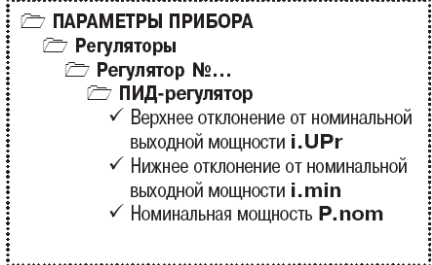 ПАРАМЕТРЫ ПРИБОРА
Регуляторы
Регулятор №...
ПИД-регулятор
✓ Верхнее отклонение от номинальной
выходной мощности i.UPr
✓ Нижнее отклонение от номинальной
выходной мощности i.min
✓ Номинальная мощность P.nom